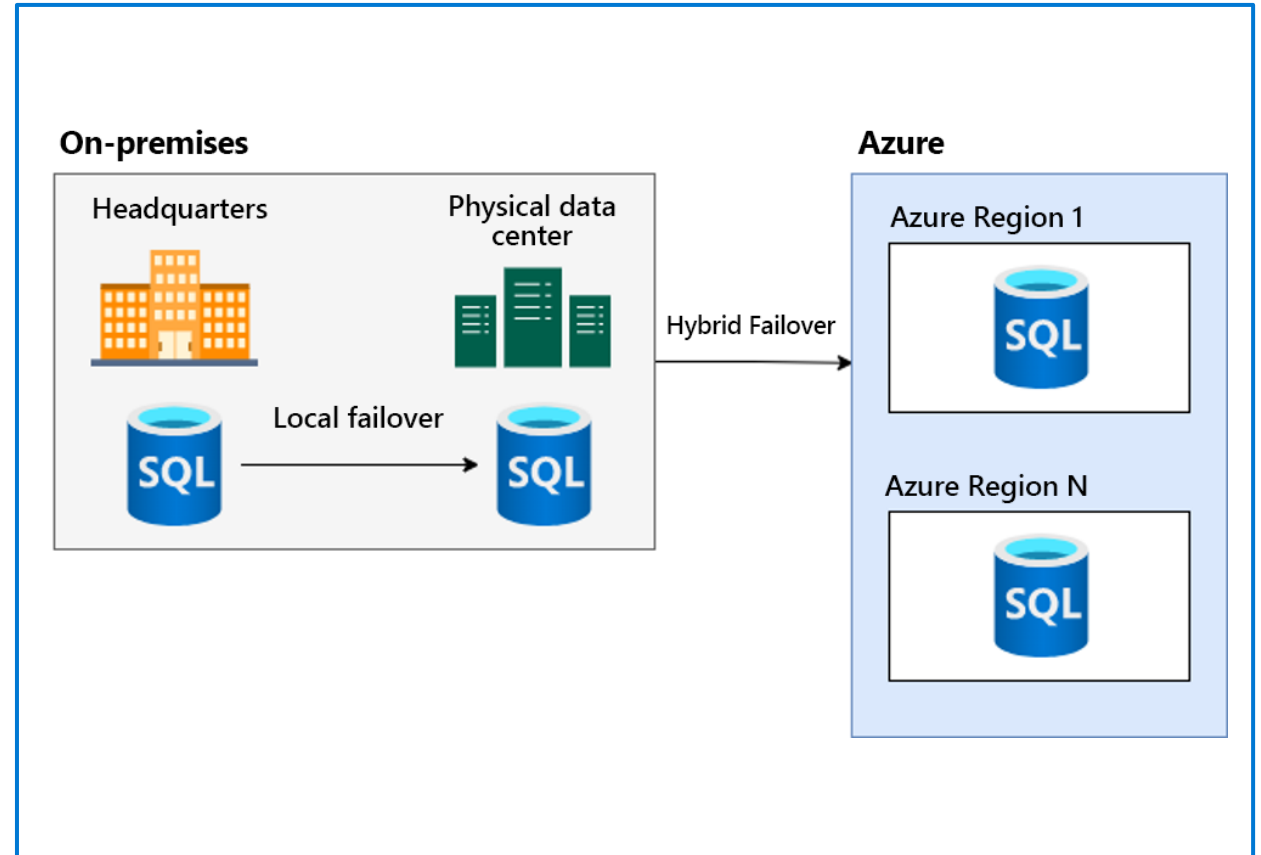 On-premises
Headquarters
Physical data
center
SQL
Local failover
SQL
Hybrid Failover
Azure
Azure Region 1
SQL
Azure Region N
SQL